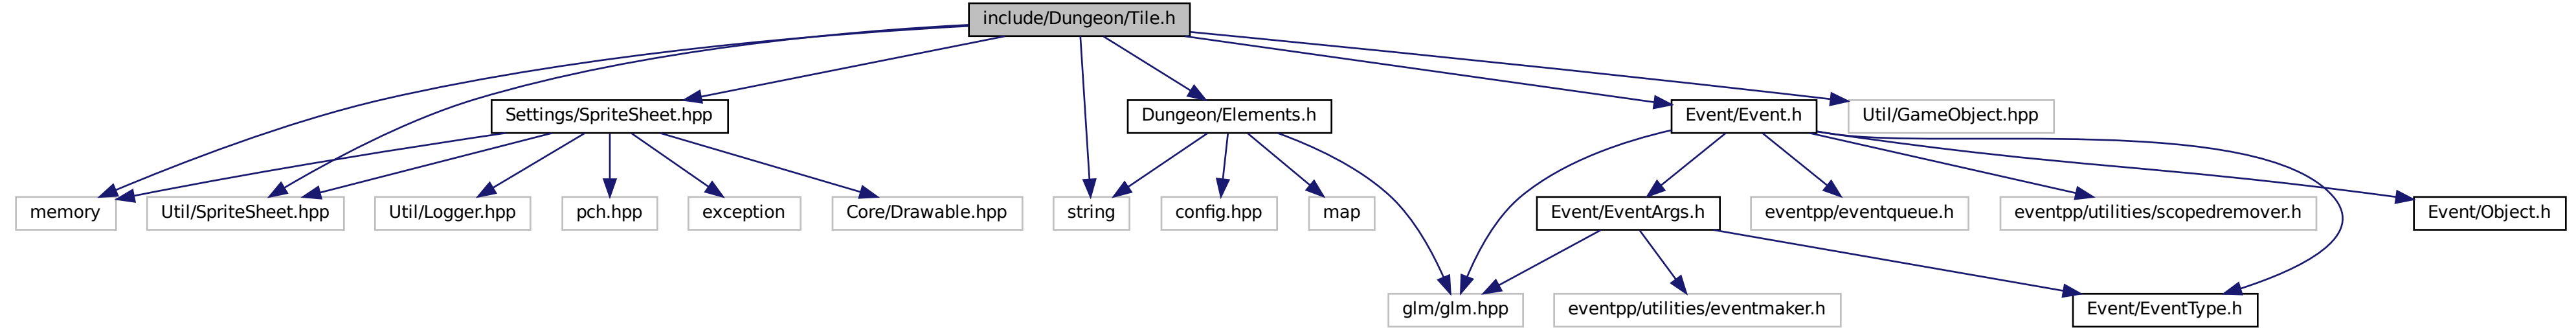 include/Dungeon/Tile.h
Settings/SpriteSheet.hpp
Dungeon/Elements.h
Event/Event.h
Util/GameObject.hpp
memory
Util/SpriteSheet.hpp
Util/Logger.hpp
pch.hpp
exception
Core/Drawable.hpp
string
config.hpp
map
Event/EventArgs.h
eventpp/eventqueue.h
eventpp/utilities/scopedremover.h
Event/Object.h
glm/glm.hpp
eventpp/utilities/eventmaker.h
Event/EventType.h